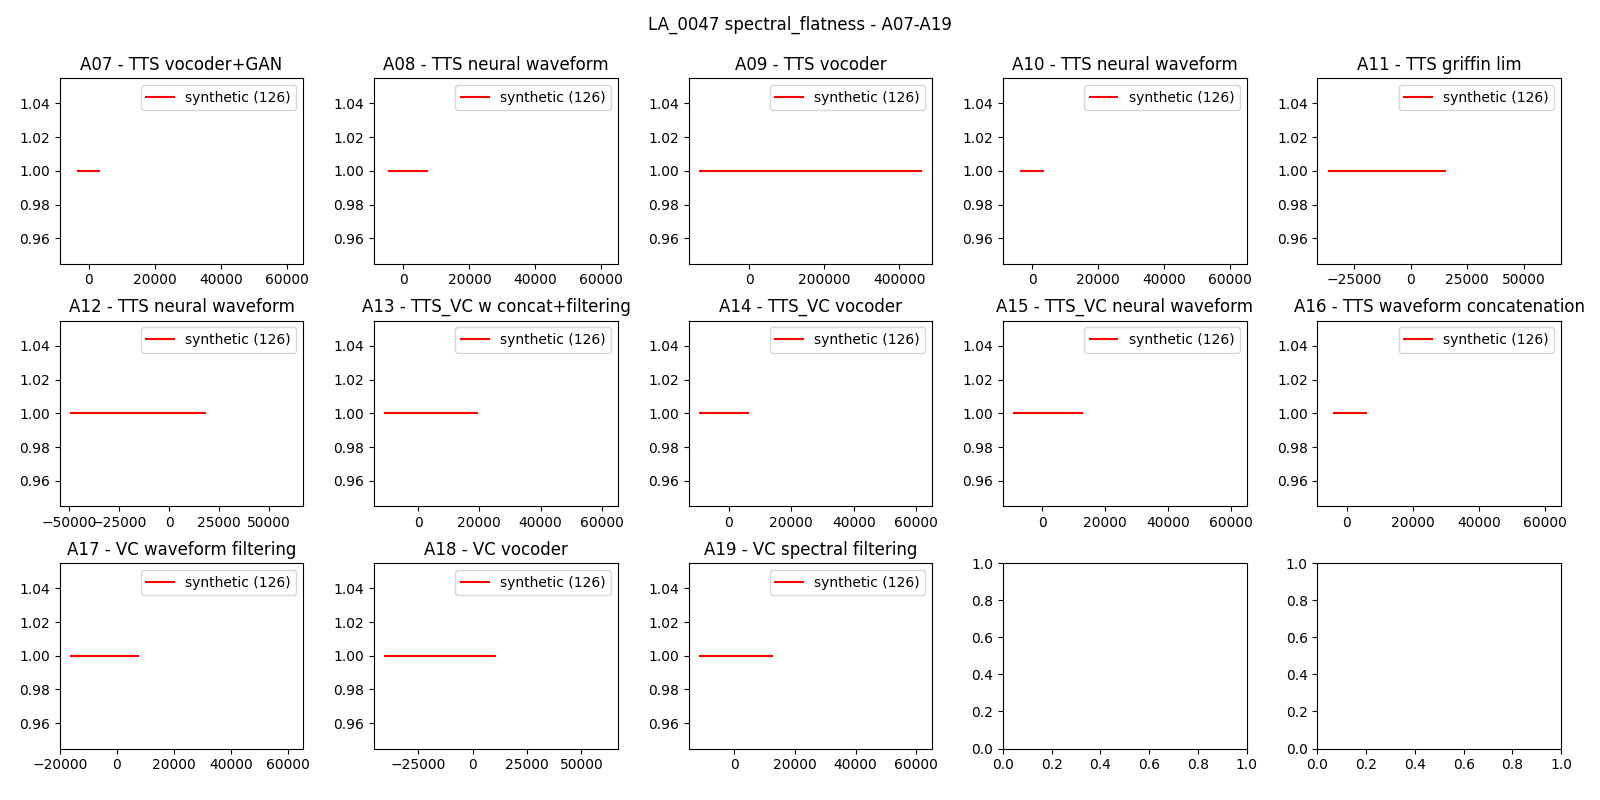 LA_0047 spectral_flatness - A07-A19
A07 - TTS vocoder+GAN
A08 - TTS neural waveform
A09 - TTS vocoder
A10 - TTS neural waveform
A11 - TTS griffin lim
synthetic (126)
synthetic (126)
synthetic (126)
synthetic (126)
synthetic (126)
1.04 1.04 1.04 1.04 1.04
1.02 1.02 1.02 1.02 1.02
1.00 1.00 1.00 1.00 1.00
0.98 0.98 0.98 0.98 0.98
0.96 0.96 0.96 0.96 0.96
0 20000 40000 60000
0 20000 40000 60000
0 200000 400000
0 20000 40000 60000
−25000 0 25000 50000
A12 - TTS neural waveform
A13 - TTS_VC w concat+filtering
A14 - TTS_VC vocoder
A15 - TTS_VC neural waveform
A16 - TTS waveform concatenation
synthetic (126)
synthetic (126)
synthetic (126)
synthetic (126)
synthetic (126)
1.04 1.04 1.04 1.04 1.04
1.02 1.02 1.02 1.02 1.02
1.00 1.00 1.00 1.00 1.00
0.98 0.98 0.98 0.98 0.98
0.96 0.96 0.96 0.96 0.96
−50000 −25000 0 25000 50000
0 20000 40000 60000
0 20000 40000 60000
0 20000 40000 60000
0 20000 40000 60000
A17 - VC waveform filtering
A18 - VC vocoder
A19 - VC spectral filtering
synthetic (126)
synthetic (126)
synthetic (126)
1.04 1.04 1.04
1.02 1.02 1.02
1.00 1.00 1.00
0.98 0.98 0.98
0.96 0.96 0.96
−20000 0 20000 40000 60000
−25000 0 25000 50000
0 20000 40000 60000
1.0 1.0
0.8 0.8
0.6 0.6
0.4 0.4
0.2 0.2
0.0 0.0
0.0 0.2 0.4 0.6 0.8 1.0
0.0 0.2 0.4 0.6 0.8 1.0